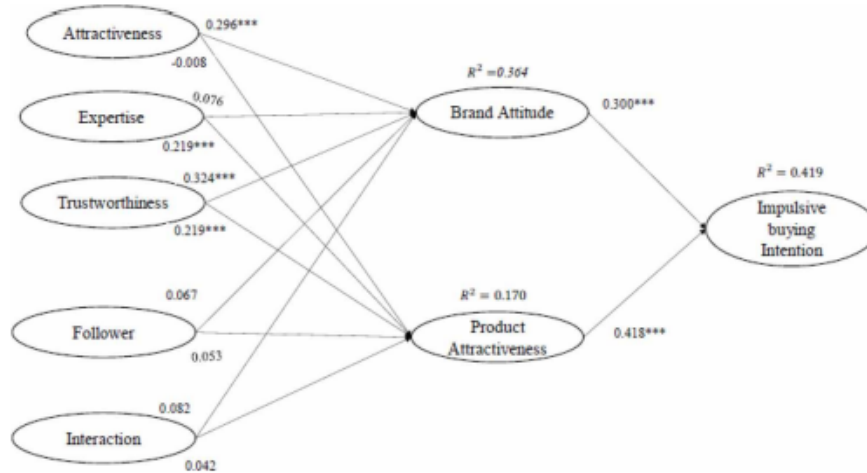 Attractiveness
0.296***
-0.008
Expertise
0.076
0.219***
Trustworthiness
0.324***
0.219***
Follower
0.067
0.053
Interaction
0.082
0.042
R² =0.364
Brand Attitude
0.300***
R² = 0.170
Product
Attractiveness
0.418***
R² = 0.419
Impulsive
buying
Intention